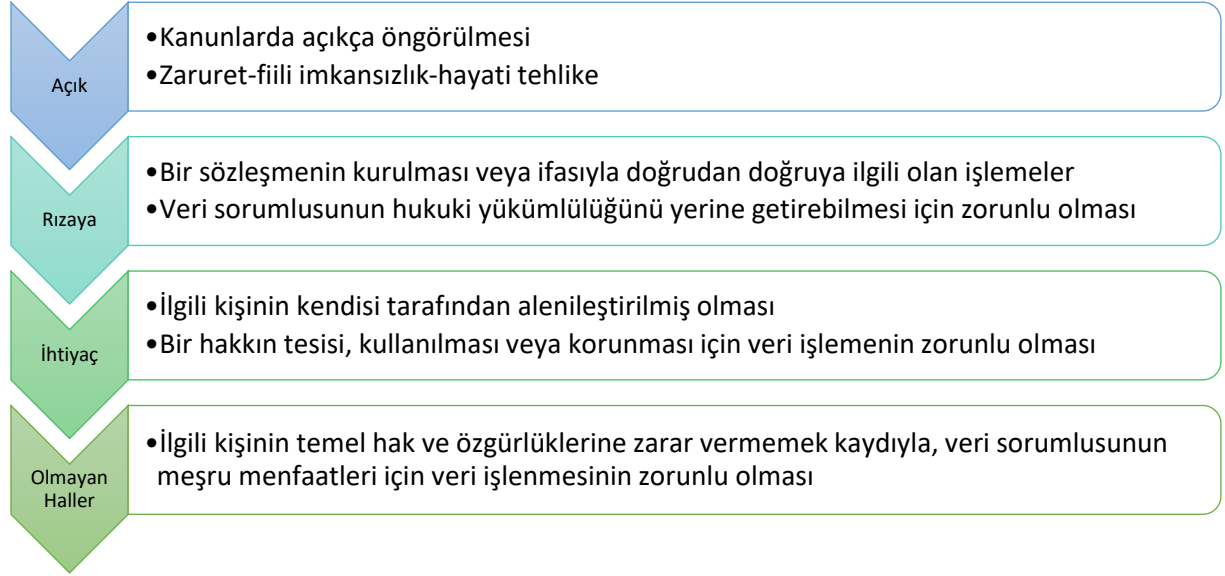 Açık
•Kanunlarda açıkça öngörülmesi
•Zaruret-fiili imkansızlık-hayati tehlike
Rızaya
•Bir sözleşmenin kurulması veya ifasıyla doğrudan doğruya ilgili olan işlemeler
•Veri sorumlusunun hukuki yükümlülüğünü yerine getirebilmesi için zorunlu olması
İhtiyaç
•İlgili kişinin kendisi tarafından alenileştirilmiş olması
•Bir hakkın tesisi, kullanılması veya korunması için veri işlemenin zorunlu olması
Olmayan
Haller
•İlgili kişinin temel hak ve özgürlüklerine zarar vermemek kaydıyla, veri sorumlusunun
meşru menfaatleri için veri işlenmesinin zorunlu olması